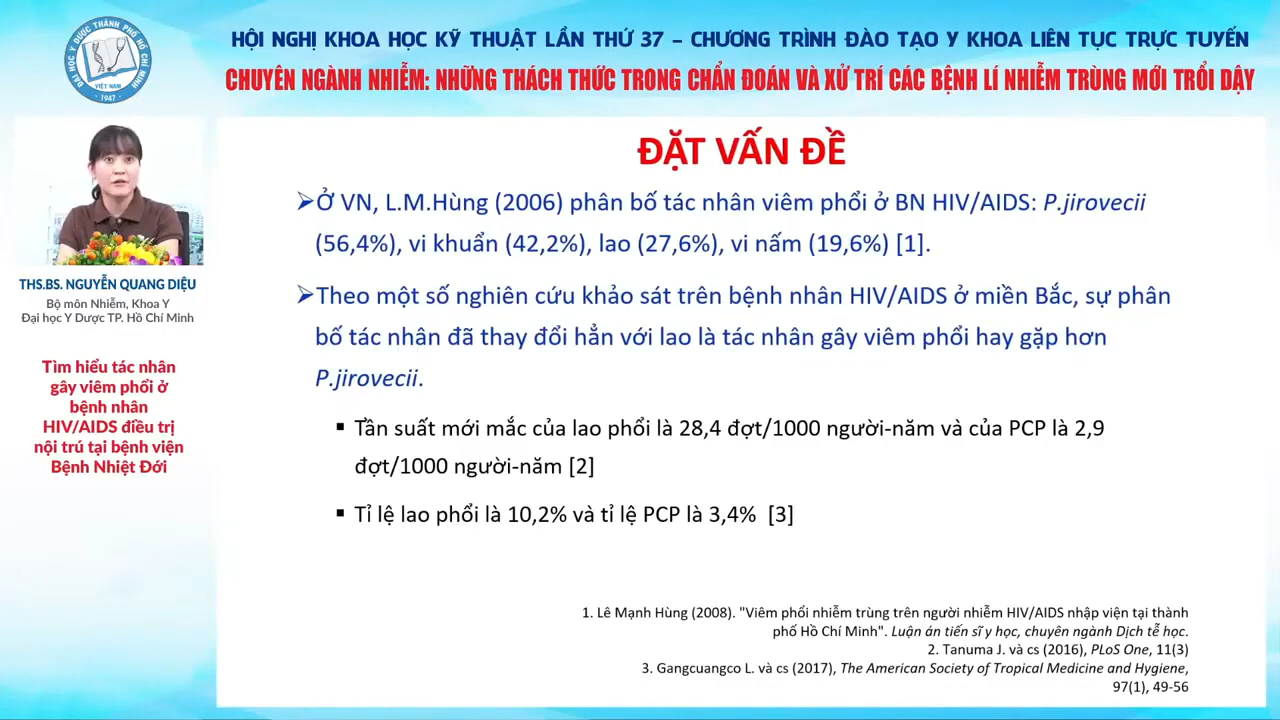 ĐẠI HỌC Y DƯỢC THÀNH PHỐ HỒ CHÍ MINH
VIỆT NAM
1947
HỘI NGHỊ KHOA HỌC KỸ THUẬT LẦN THỨ 37 – CHƯƠNG TRÌNH ĐÀO TẠO Y KHOA LIÊN TỤC TRỰC TUYẾN
CHUYÊN NGÀNH NHIỄM: NHỮNG THÁCH THỨC TRONG CHẨN ĐOÁN VÀ XỬ TRÍ CÁC BỆNH LÍ NHIỄM TRÙNG MỚI TRỖI DẬY
THS.BS. NGUYỄN QUANG DIỆU
Bộ môn Nhiễm, Khoa Y
Đại học Y Dược TP. Hồ Chí Minh
Tìm hiểu tác nhân
gây viêm phổi ở
bệnh nhân
HIV/AIDS điều trị
nội trú tại bệnh viện
Bệnh Nhiệt Đới
ĐẶT VẤN ĐỀ
➢Ở VN, L.M.Hùng (2006) phân bố tác nhân viêm phổi ở BN HIV/AIDS: P.jirovecii
(56,4%), vi khuẩn (42,2%), lao (27,6%), vi nấm (19,6%) [1].
➢Theo một số nghiên cứu khảo sát trên bệnh nhân HIV/AIDS ở miền Bắc, sự phân
bố tác nhân đã thay đổi hẳn với lao là tác nhân gây viêm phổi hay gặp hơn
P.jirovecii.
▪ Tần suất mới mắc của lao phổi là 28,4 đợt/1000 người-năm và của PCP là 2,9
đợt/1000 người-năm [2]
▪ Tỉ lệ lao phổi là 10,2% và tỉ lệ PCP là 3,4% [3]
1. Lê Mạnh Hùng (2008). "Viêm phổi nhiễm trùng trên người nhiễm HIV/AIDS nhập viện tại thành
phố Hồ Chí Minh". Luận án tiến sĩ y học, chuyên ngành Dịch tễ học.
2. Tanuma J. và cs (2016), PLoS One, 11(3)
3. Gangcuangco L. và cs (2017), The American Society of Tropical Medicine and Hygiene,
97(1), 49-56